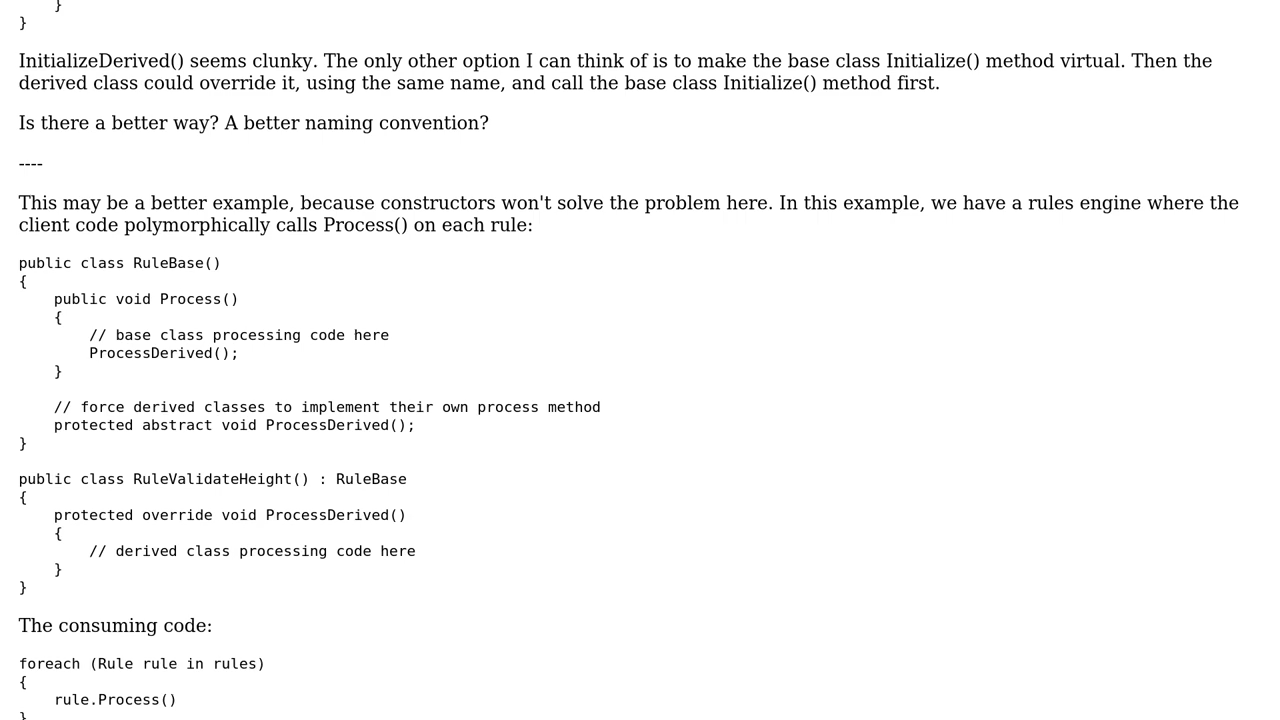 }
}
InitializeDerived() seems clunky. The only other option I can think of is to make the base class Initialize() method virtual. Then the
derived class could override it, using the same name, and call the base class Initialize() method first.
Is there a better way? A better naming convention?
----
This may be a better example, because constructors won't solve the problem here. In this example, we have a rules engine where the
client code polymorphically calls Process() on each rule:
public class RuleBase()
{
    public void Process()
    {
        // base class processing code here
        ProcessDerived();
    }
    // force derived classes to implement their own process method
    protected abstract void ProcessDerived();
}
public class RuleValidateHeight() : RuleBase
{
    protected override void ProcessDerived()
    {
        // derived class processing code here
    }
}
The consuming code:
foreach (Rule rule in rules)
{
    rule.Process()
}